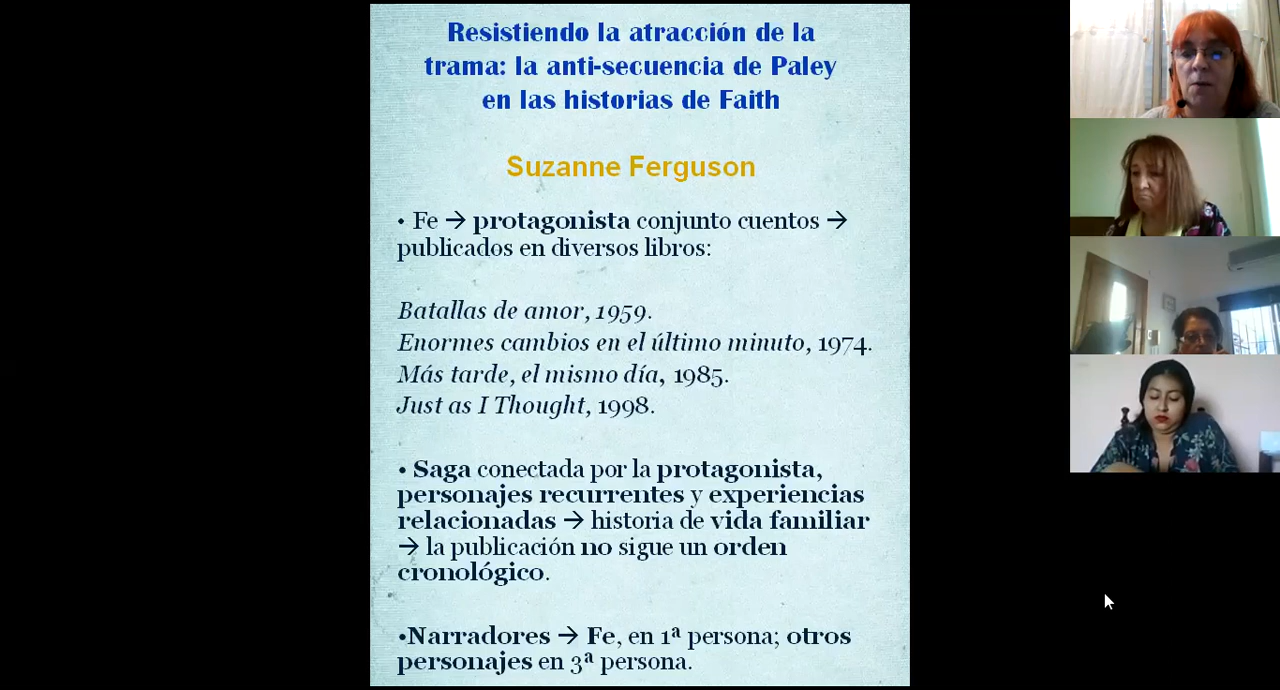 Resistiendo la atracción de la
trama: la anti-secuencia de Paley
en las historias de Faith
Suzanne Ferguson
• Fe → protagonista conjunto cuentos →
publicados en diversos libros:
Batallas de amor, 1959.
Enormes cambios en el último minuto, 1974.
Más tarde, el mismo día, 1985.
Just as I Thought, 1998.
• Saga conectada por la protagonista,
personajes recurrentes y experiencias
relacionadas → historia de vida familiar
→ la publicación no sigue un orden
cronológico.
•Narradores → Fe, en 1ª persona; otros
personajes en 3ª persona.